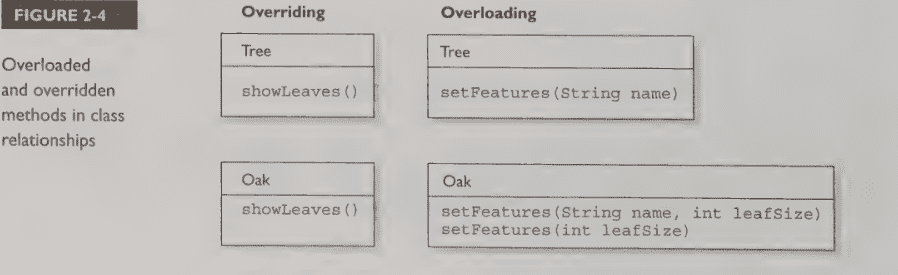 FIGURE 2-4
Overloaded
and overridden
methods in class
relationships
Overriding
Tree
showLeaves()
Oak
showLeaves()
Overloading
Tree
setFeatures(String name)
Oak
setFeatures(String name, int leafSize)
setFeatures(int leafSize)